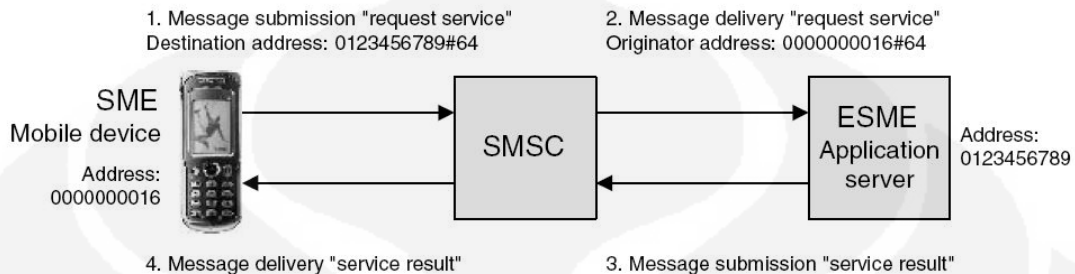 1. Message submission "request service"
Destination address: 0123456789#64
2. Message delivery "request service"
Originator address: 0000000016#64
SME
Mobile device
Address:
0000000016
SMSC
ESME
Application
server
Address:
0123456789
4. Message delivery "service result"
3. Message submission "service result"